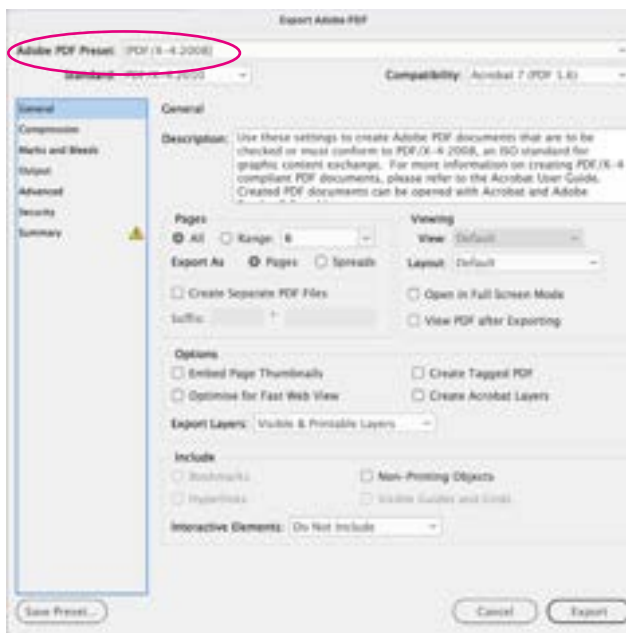 Export Adobe PDF
Adobe PDF Preset: [PDF/X-4:2008]
Standard: PDF/X-4:2008 Compatibility: Acrobat 7 (PDF 1.6)
General
Compression
Marks and Bleeds
Output
Advanced
Security
Summary
General
Description: Use these settings to create Adobe PDF documents that are to be
checked or must conform to PDF/X-4:2008, an ISO standard for
graphic content exchange. For more information on creating PDF/X-4
compliant PDF documents, please refer to the Acrobat User Guide.
Created PDF documents can be opened with Acrobat and Adobe
Pages
All Range: 6
Export As Pages Spreads
Create Separate PDF Files
Suffix:
Viewing
View: Default
Layout: Default
Open in Full Screen Mode
View PDF after Exporting
Options
Embed Page Thumbnails Create Tagged PDF
Optimise for Fast Web View Create Acrobat Layers
Export Layers: Visible & Printable Layers
Include
Bookmarks Non-Printing Objects
Hyperlinks Visible Guides and Grids
Interactive Elements: Do Not Include
Save Preset... Cancel Export